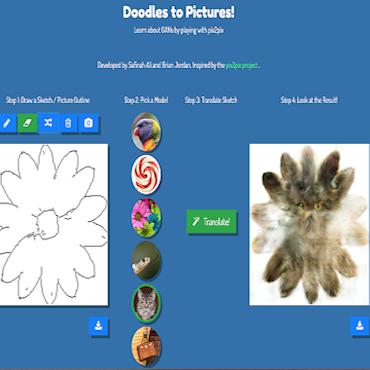 Doodles to Pictures!
Learn about GANs by playing with pix2pix
Developed by Safinah Ali and Brian Jordan. Inspired by the pix2pix project.
Step 1: Draw a Sketch / Picture Outline
Step 2: Pick a Model
Step 3: Translate Sketch
Step 4: Look at the Result!
Translate!